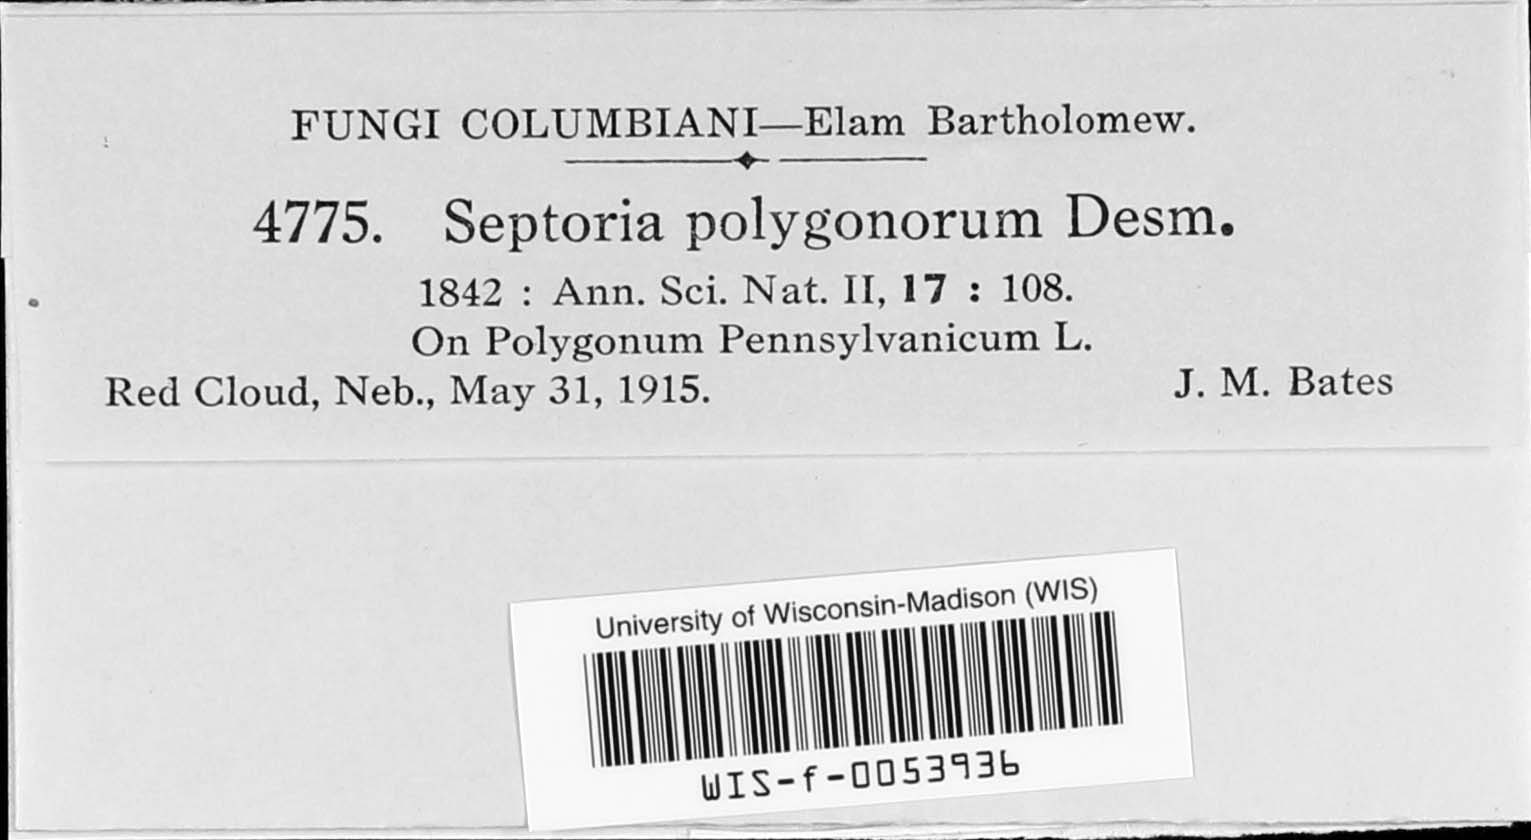 FUNGI COLUMBIANI—Elam Bartholomew.
4775. Septoria polygonorum Desm.
1842 : Ann. Sci. Nat. II, 17 : 108.
On Polygonum Pennsylvanicum L.
Red Cloud, Neb., May 31, 1915. J. M. Bates
University of Wisconsin-Madison (WIS)
WIS-f-0053936